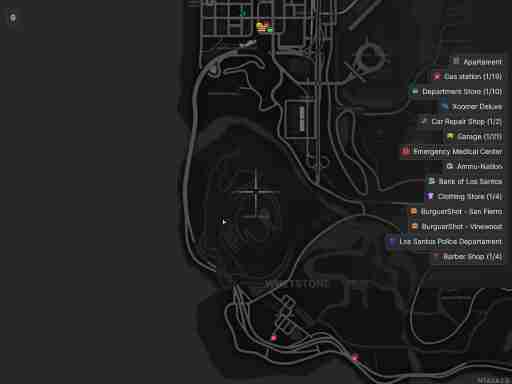 Apartament
Gas station (1/19)
Department Store (1/10)
Xoomer Deluxe
Car Repair Shop (1/2)
Garage (1/21)
Emergency Medical Center
Ammu-Nation
Bank of Los Santos
Clothing Store (1/4)
BurguerShot - San Fierro
BurguerShot - Vinewood
Los Santos Police Departament
Barber Shop (1/4)
WHETSTONE